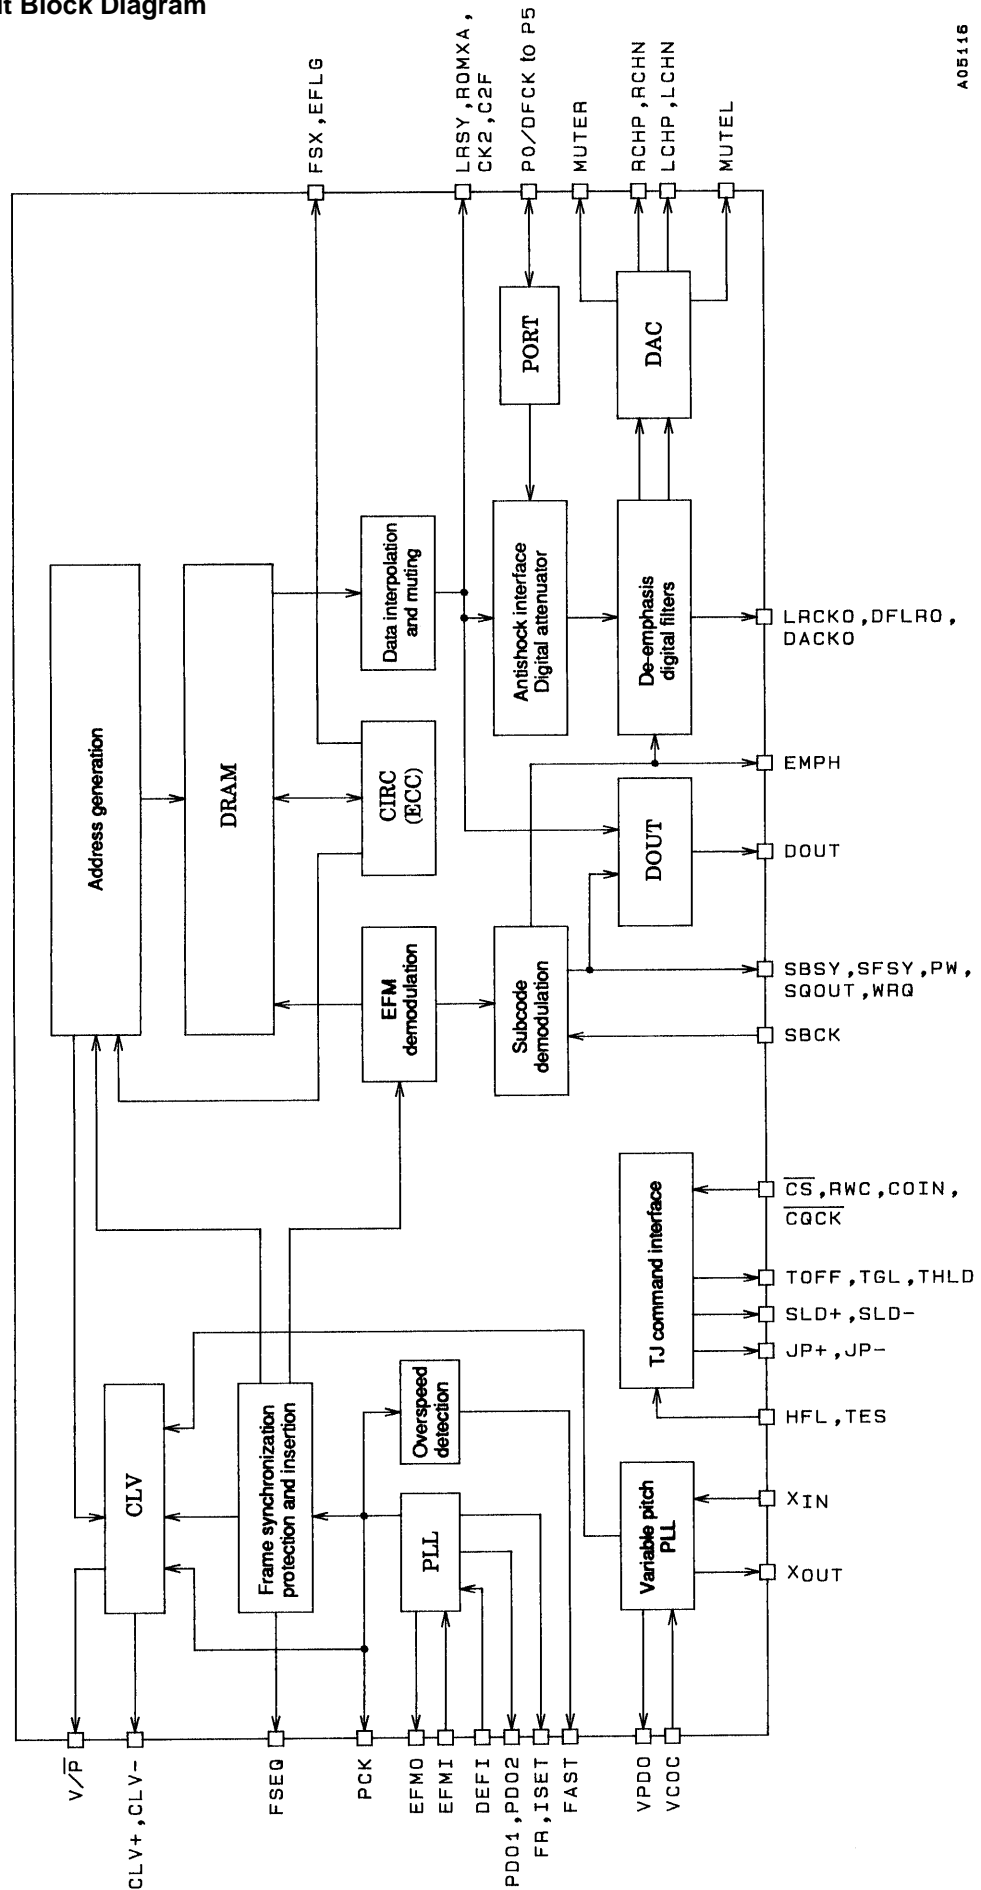 it Block Diagram
A05116
FSX,EFLG
LRSY,ROMXA,
CK2,C2F
P0/DFCK to P5
MUTER
RCHP,RCHN
LCHP,LCHN
MUTEL
Address generation
DRAM
Data interpolation
and muting
CIRC
(ECC)
EFM
demodulation
PORT
DAC
Antishock interface
Digital attenuator
De-emphasis
digital filters
DOUT
Subcode
demodulation
TJ command interface
CLV
Frame synchronization
protection and insertion
Overspeed
detection
PLL
Variable pitch
PLL
LRCKO,DFLRO,
DACKO
EMPH
DOUT
SBSY,SFSY,PW,
SQOUT,WRQ
SBCK
C̅S̅,RWC,COIN,
C̅Q̅C̅K̅
TOFF,TGL,THLD
SLD+,SLD-
JP+,JP-
HFL,TES
XIN
XOUT
V/P̅
CLV+,CLV-
FSEQ
PCK
EFMO
EFMI
DEFI
PDO1,PDO2
FR,ISET
FAST
VPDO
VCOC